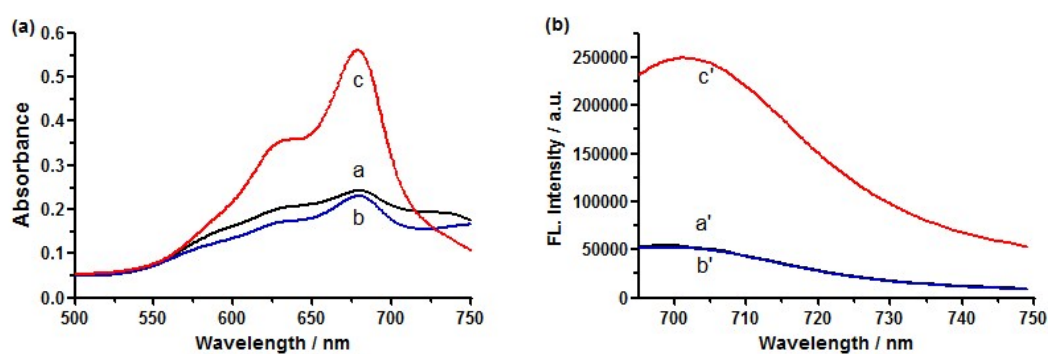 (a)
0.6
0.5
0.4
0.3
0.2
0.1
0.0
Absorbance
c
a
b
500 550 600 650 700 750
Wavelength / nm
(b)
250000
200000
150000
100000
50000
0
FL. Intensity / a.u.
c'
a'
b'
700 710 720 730 740 750
Wavelength / nm